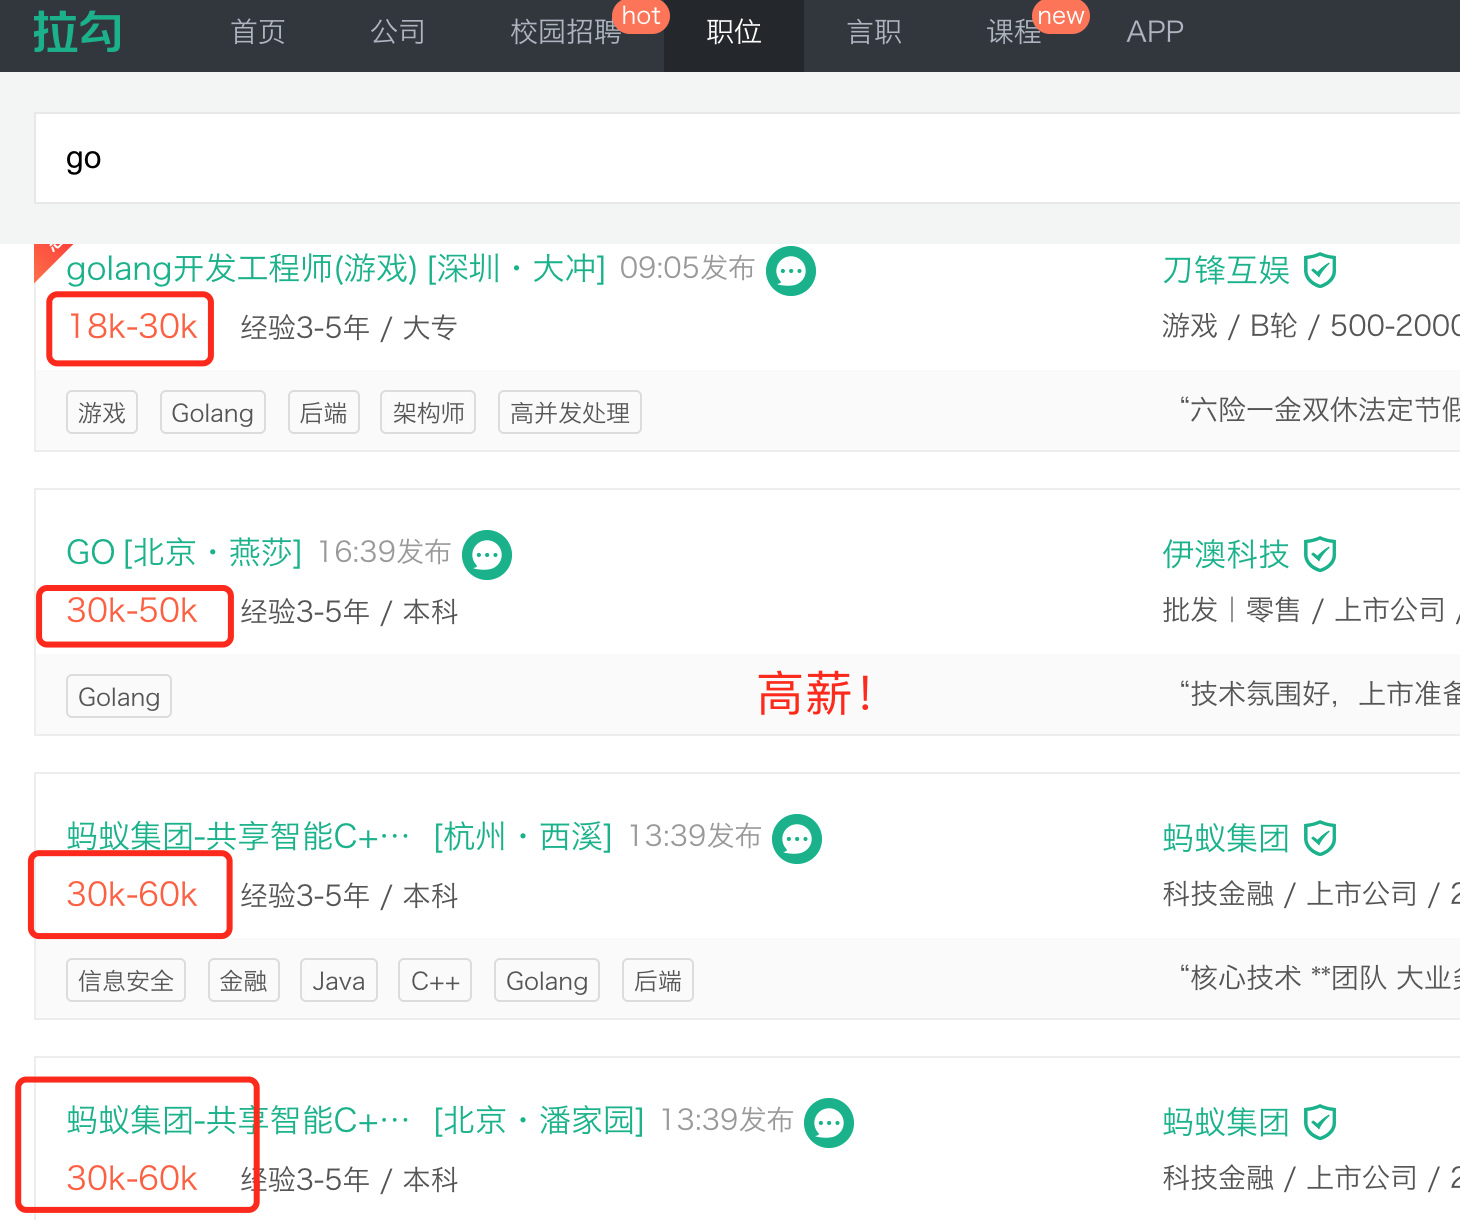 拉勾 首页 公司 校园招聘 hot 职位 言职 课程 new APP
go
golang开发工程师(游戏) [深圳·大冲] 09:05发布 刀锋互娱
18k-30k 经验3-5年 / 大专 游戏 / B轮 / 500-2000
游戏 Golang 后端 架构师 高并发处理 “六险一金双休法定节假
GO [北京·燕莎] 16:39发布 伊澳科技
30k-50k 经验3-5年 / 本科 批发｜零售 / 上市公司 /
Golang 高薪！ “技术氛围好，上市准备
蚂蚁集团-共享智能C+··· [杭州·西溪] 13:39发布 蚂蚁集团
30k-60k 经验3-5年 / 本科 科技金融 / 上市公司 / 2
信息安全 金融 Java C++ Golang 后端 “核心技术 **团队 大业务
蚂蚁集团-共享智能C+··· [北京·潘家园] 13:39发布 蚂蚁集团
30k-60k 经验3-5年 / 本科 科技金融 / 上市公司 / 2